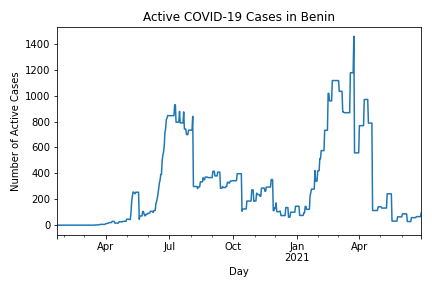 Active COVID-19 Cases in Benin
Number of Active Cases
1400
1200
1000
800
600
400
200
0
Apr
Jul
Oct
Jan
2021
Apr
Day